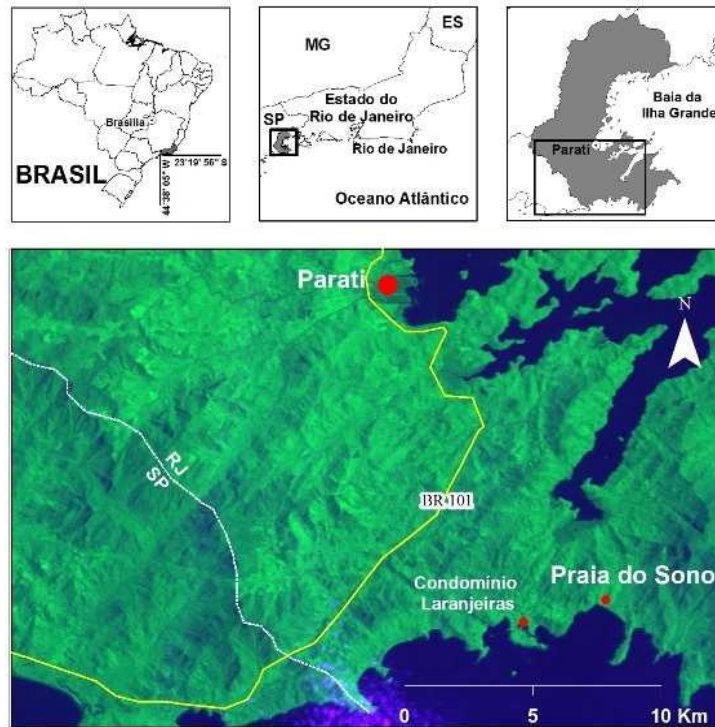 Brasília
BRASIL
23°19' 56" S
44°38' 05" W
MG
ES
SP
Estado do
Rio de Janeiro
Rio de Janeiro
Oceano Atlântico
Baia da
Ilha Grande
Parati
Parati
N
RJ
SP
BR 101
Condomínio
Laranjeiras
Praia do Sono
0 5 10 Km